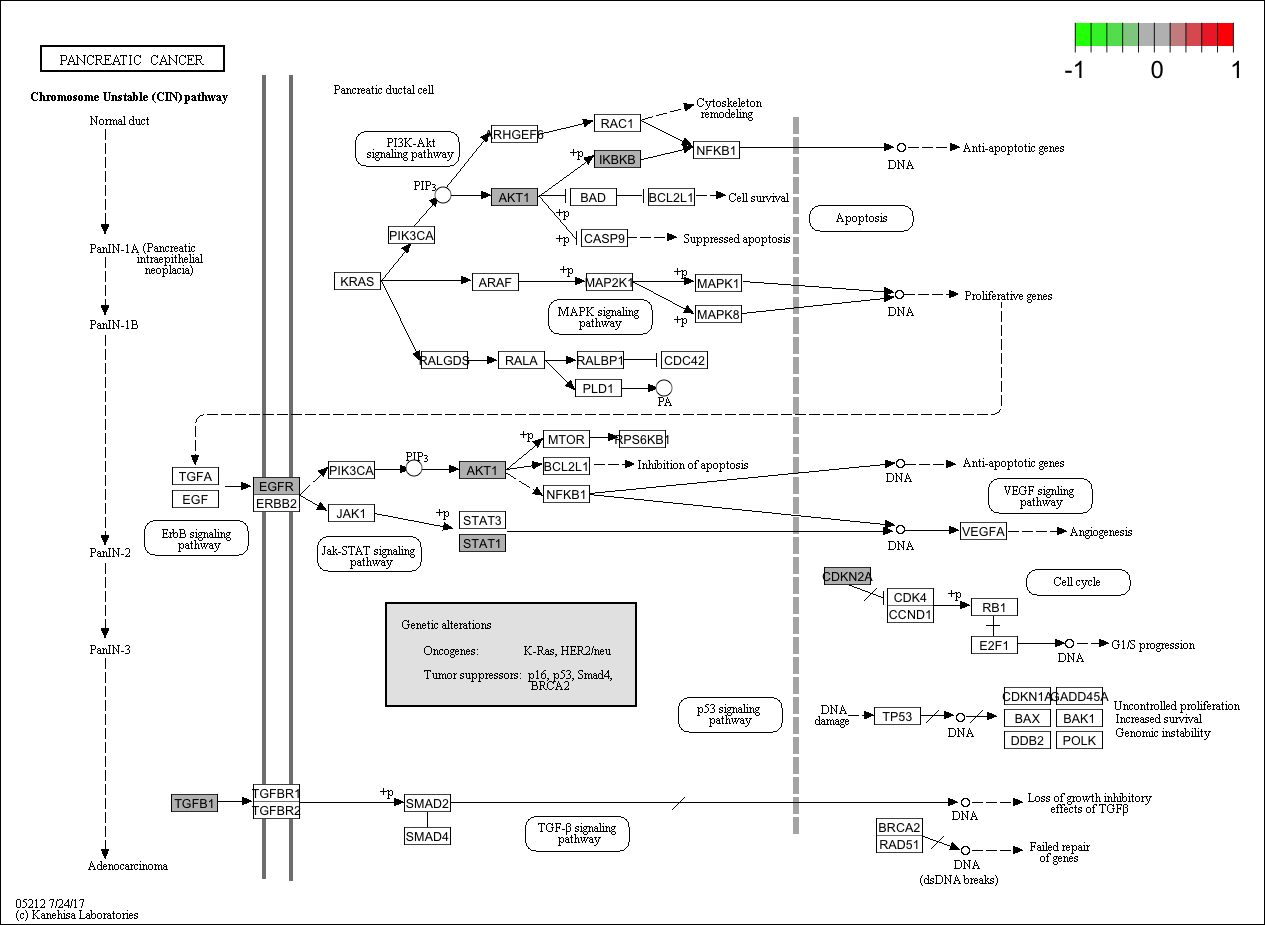 -1 0 1
PANCREATIC CANCER
Chromosome Unstable (CIN) pathway
Normal duct
PanIN-1A (Pancreatic
intraepithelial
neoplacia)
PanIN-1B
PanIN-2
PanIN-3
Adenocarcinoma
Pancreatic ductal cell
PI3K-Akt
signaling pathway
ARHGEF6
RAC1
Cytoskeleton
remodeling
+p
IKBKB
NFKB1
DNA
Anti-apoptotic genes
PIP3
AKT1
BAD
BCL2L1
Cell survival
+p
+p
CASP9
Suppressed apoptosis
Apoptosis
PIK3CA
KRAS
ARAF
+p
MAP2K1
+p
MAPK1
MAPK8
+p
MAPK signaling
pathway
DNA
Proliferative genes
RALGDS
RALA
RALBP1
CDC42
PLD1
PA
TGFA
EGF
EGFR
ERBB2
ErbB signaling
pathway
PIK3CA
PIP3
AKT1
+p
MTOR
RPS6KB1
BCL2L1
Inhibition of apoptosis
NFKB1
DNA
Anti-apoptotic genes
VEGF signling
pathway
JAK1
+p
STAT3
STAT1
Jak-STAT signaling
pathway
DNA
VEGFA
Angiogenesis
CDKN2A
CDK4
CCND1
+p
RB1
E2F1
DNA
G1/S progression
Cell cycle
Genetic alterations
Oncogenes: K-Ras, HER2/neu
Tumor suppressors: p16, p53, Smad4,
BRCA2
p53 signaling
pathway
DNA
damage
TP53
DNA
CDKN1A
GADD45A
BAX
BAK1
DDB2
POLK
Uncontrolled proliferation
Increased survival
Genomic instability
TGFB1
TGFBR1
TGFBR2
+p
SMAD2
SMAD4
TGF-β signaling
pathway
DNA
Loss of growth inhibitory
effects of TGFβ
BRCA2
RAD51
DNA
(dsDNA breaks)
Failed repair
of genes
05212 7/24/17
(c) Kanehisa Laboratories